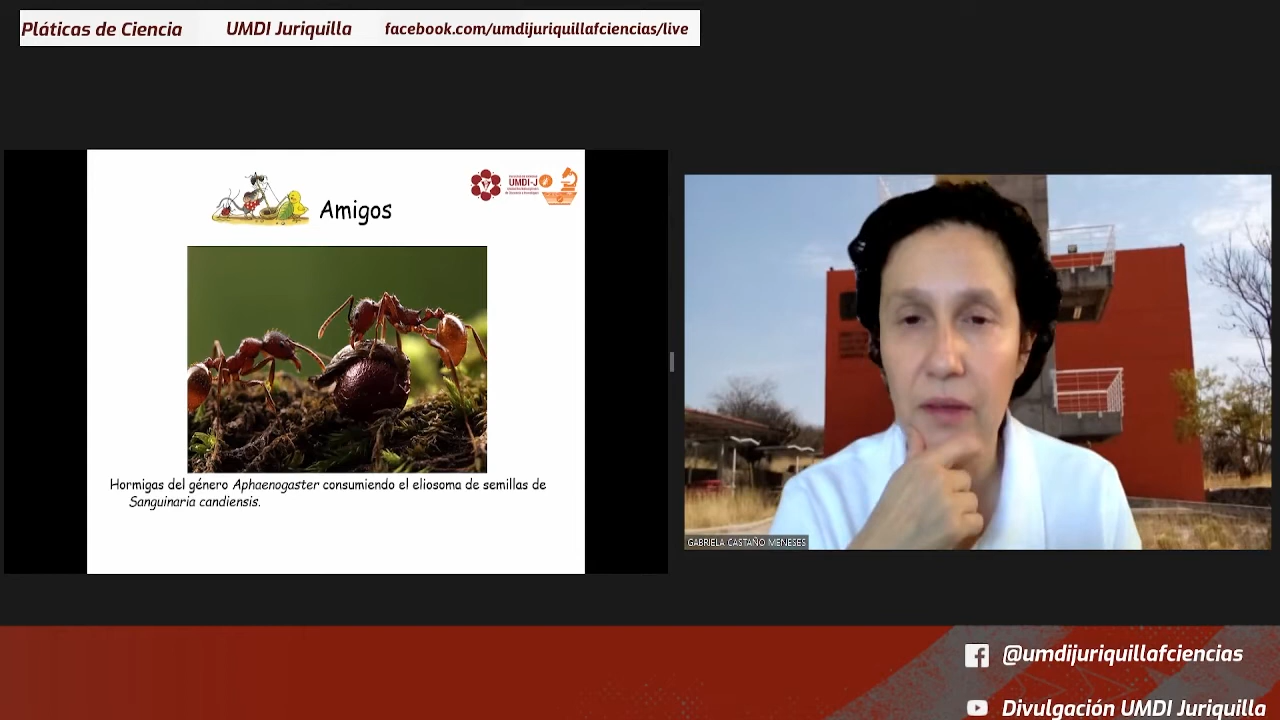 Pláticas de Ciencia UMDI Juriquilla facebook.com/umdijuriquillafciencias/live
UMDI-J
Amigos
Hormigas del género Aphaenogaster consumiendo el eliosoma de semillas de
Sanguinaria candiensis.
GABRIELA CASTAÑO MENESES
@umdijuriquillafciencias
Divulgación UMDI Juriquilla